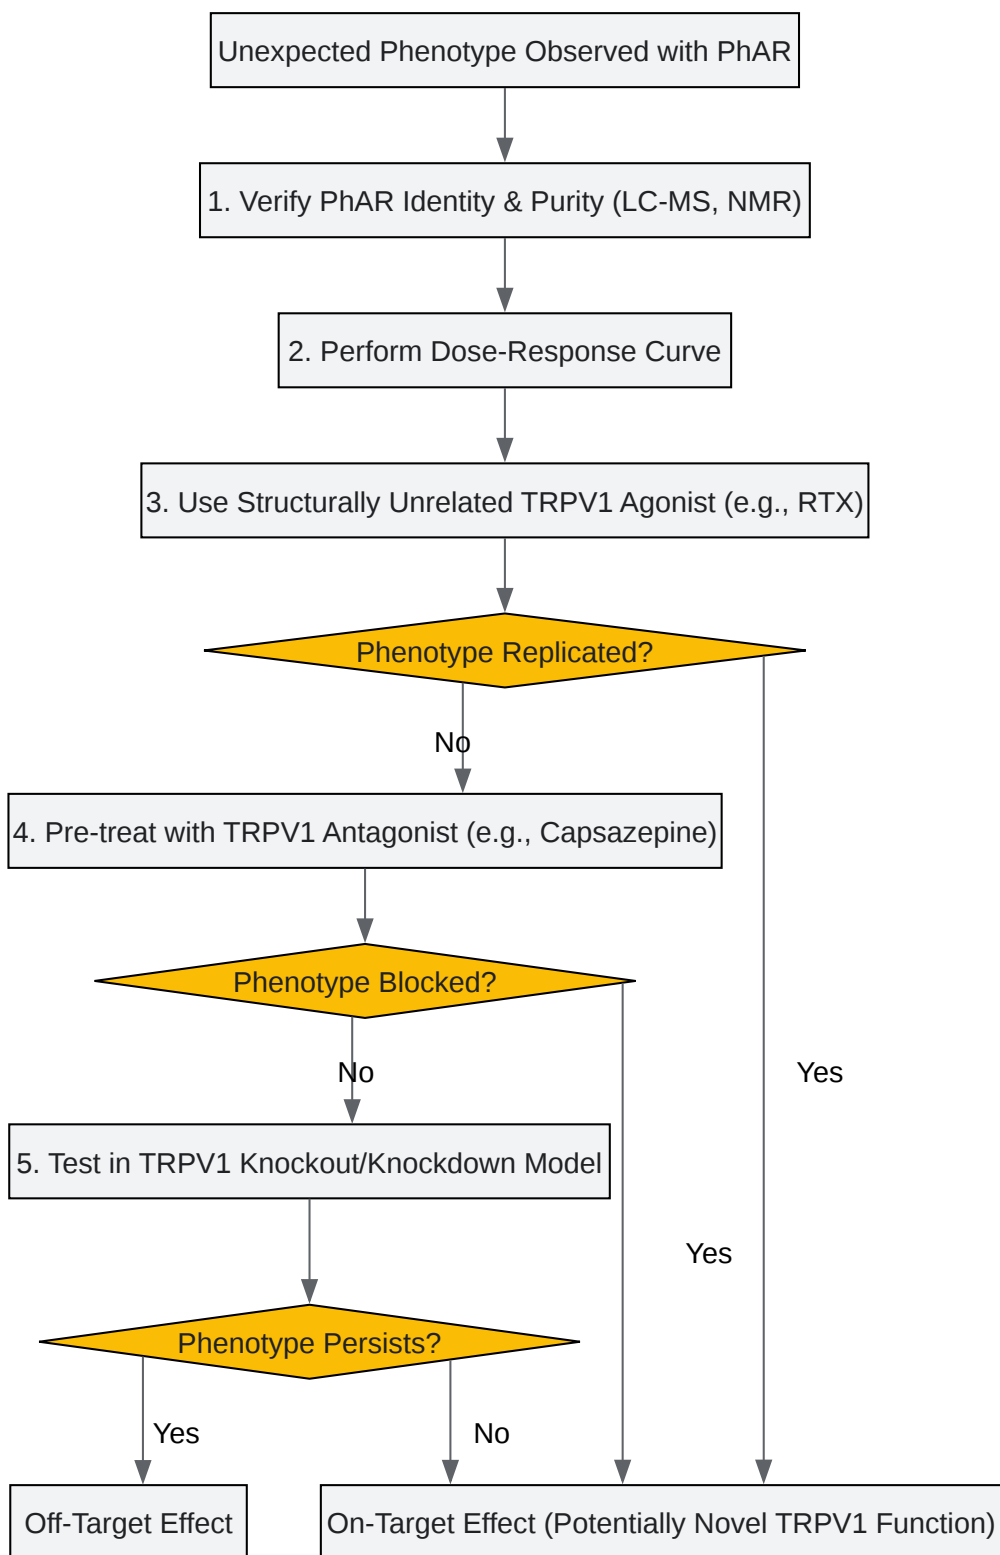 Unexpected Phenotype Observed with PhAR
1. Verify PhAR Identity & Purity (LC-MS, NMR)
2. Perform Dose-Response Curve
3. Use Structurally Unrelated TRPV1 Agonist (e.g., RTX)
Phenotype Replicated?
No
4. Pre-treat with TRPV1 Antagonist (e.g., Capsazepine)
Phenotype Blocked?
No
Yes
5. Test in TRPV1 Knockout/Knockdown Model
Yes
Phenotype Persists?
Yes
No
Off-Target Effect
On-Target Effect (Potentially Novel TRPV1 Function)